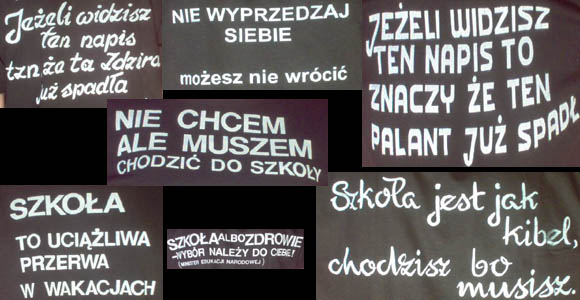 Jeżeli widzisz
ten napis
tzn że ta Zdzira
już spadła
NIE WYPRZEDZAJ
SIEBIE
możesz nie wrócić
JEŻELI WIDZISZ
TEN NAPIS TO
ZNACZY ŻE TEN
PALANT JUŻ SPADŁ
NIE CHCEM
ALE MUSZEM
CHODZIĆ DO SZKOŁY
SZKOŁA
TO UCIĄŻLIWA
PRZERWA
W WAKACJACH
SZKOŁA ALBO ZDROWIE
-WYBÓR NALEŻY DO CIEBIE!
(MINISTER EDUKACJI NARODOWEJ)
Szkoła jest jak
kibel,
chodzisz bo
musisz.